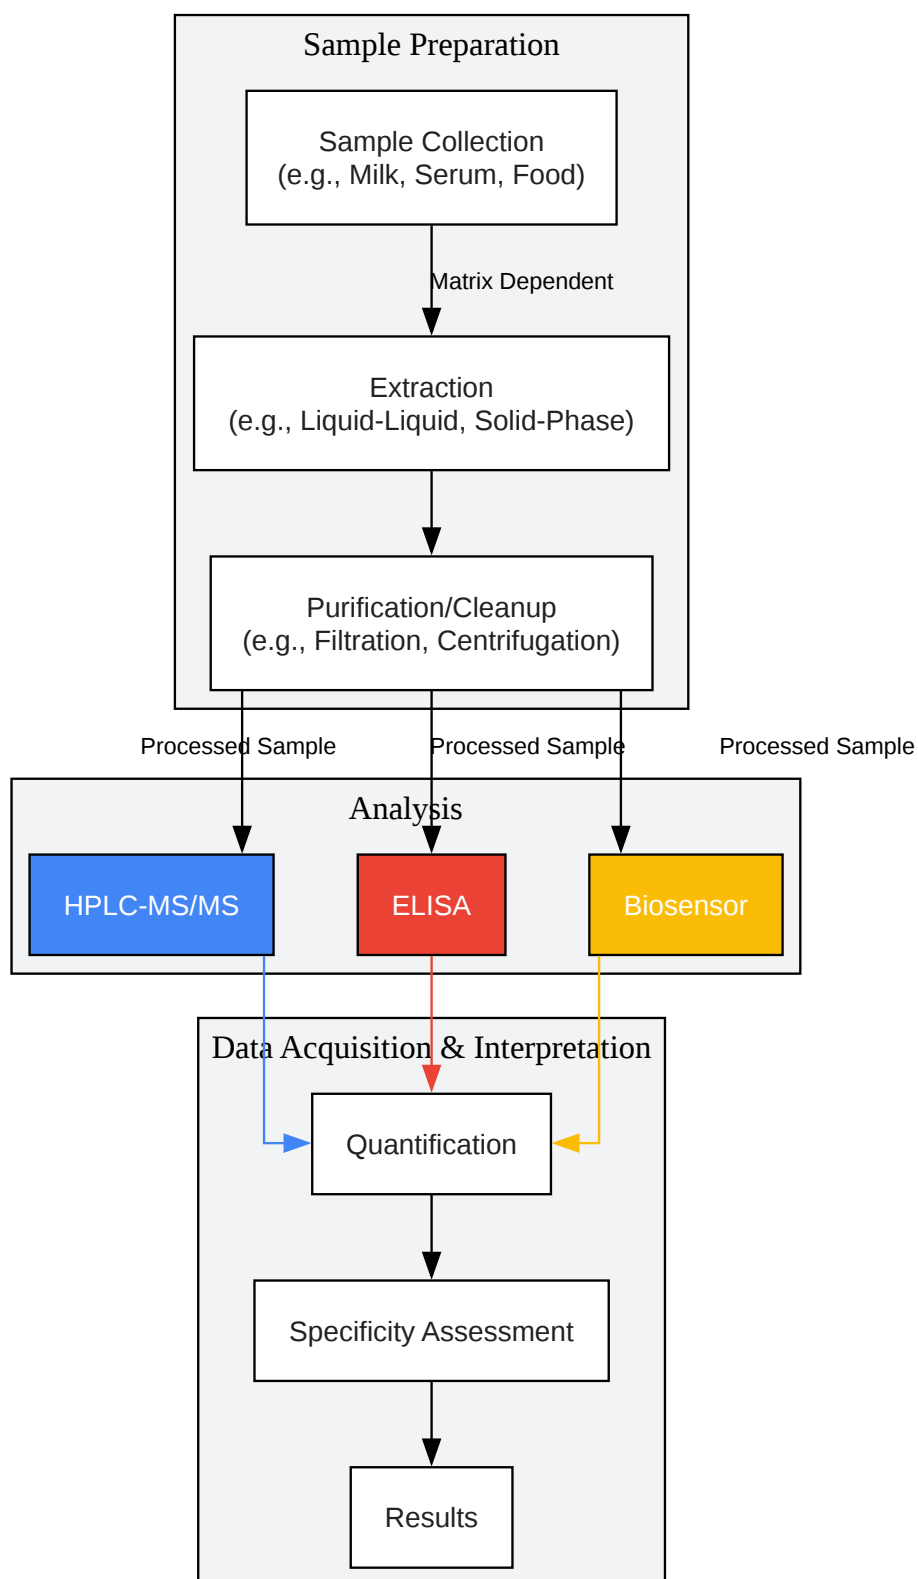 Sample Preparation
Sample Collection
(e.g., Milk, Serum, Food)
Matrix Dependent
Extraction
(e.g., Liquid-Liquid, Solid-Phase)
Purification/Cleanup
(e.g., Filtration, Centrifugation)
Processed Sample
Processed Sample
Processed Sample
Analysis
HPLC-MS/MS
ELISA
Biosensor
Data Acquisition & Interpretation
Quantification
Specificity Assessment
Results